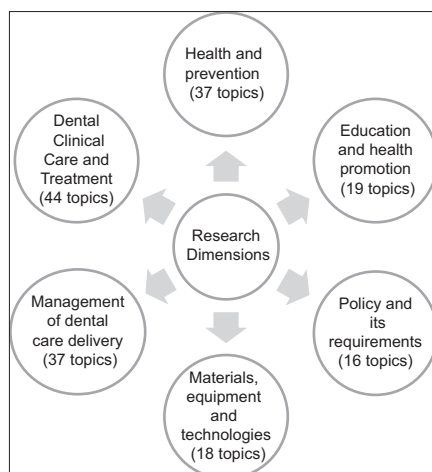 Health and
prevention
(37 topics)
Dental
Clinical
Care and
Treatment
(44 topics)
Education
and health
promotion
(19 topics)
Research
Dimensions
Management
of dental
care delivery
(37 topics)
Policy and
its
requirements
(16 topics)
Materials,
equipment
and
technologies
(18 topics)